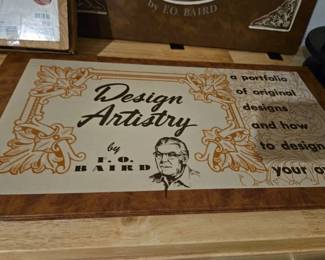 by F.O. BAIRD
Design
Artistry
by
F. O.
BAIRD
a portfolio
of original
designs
and how
to design
your o